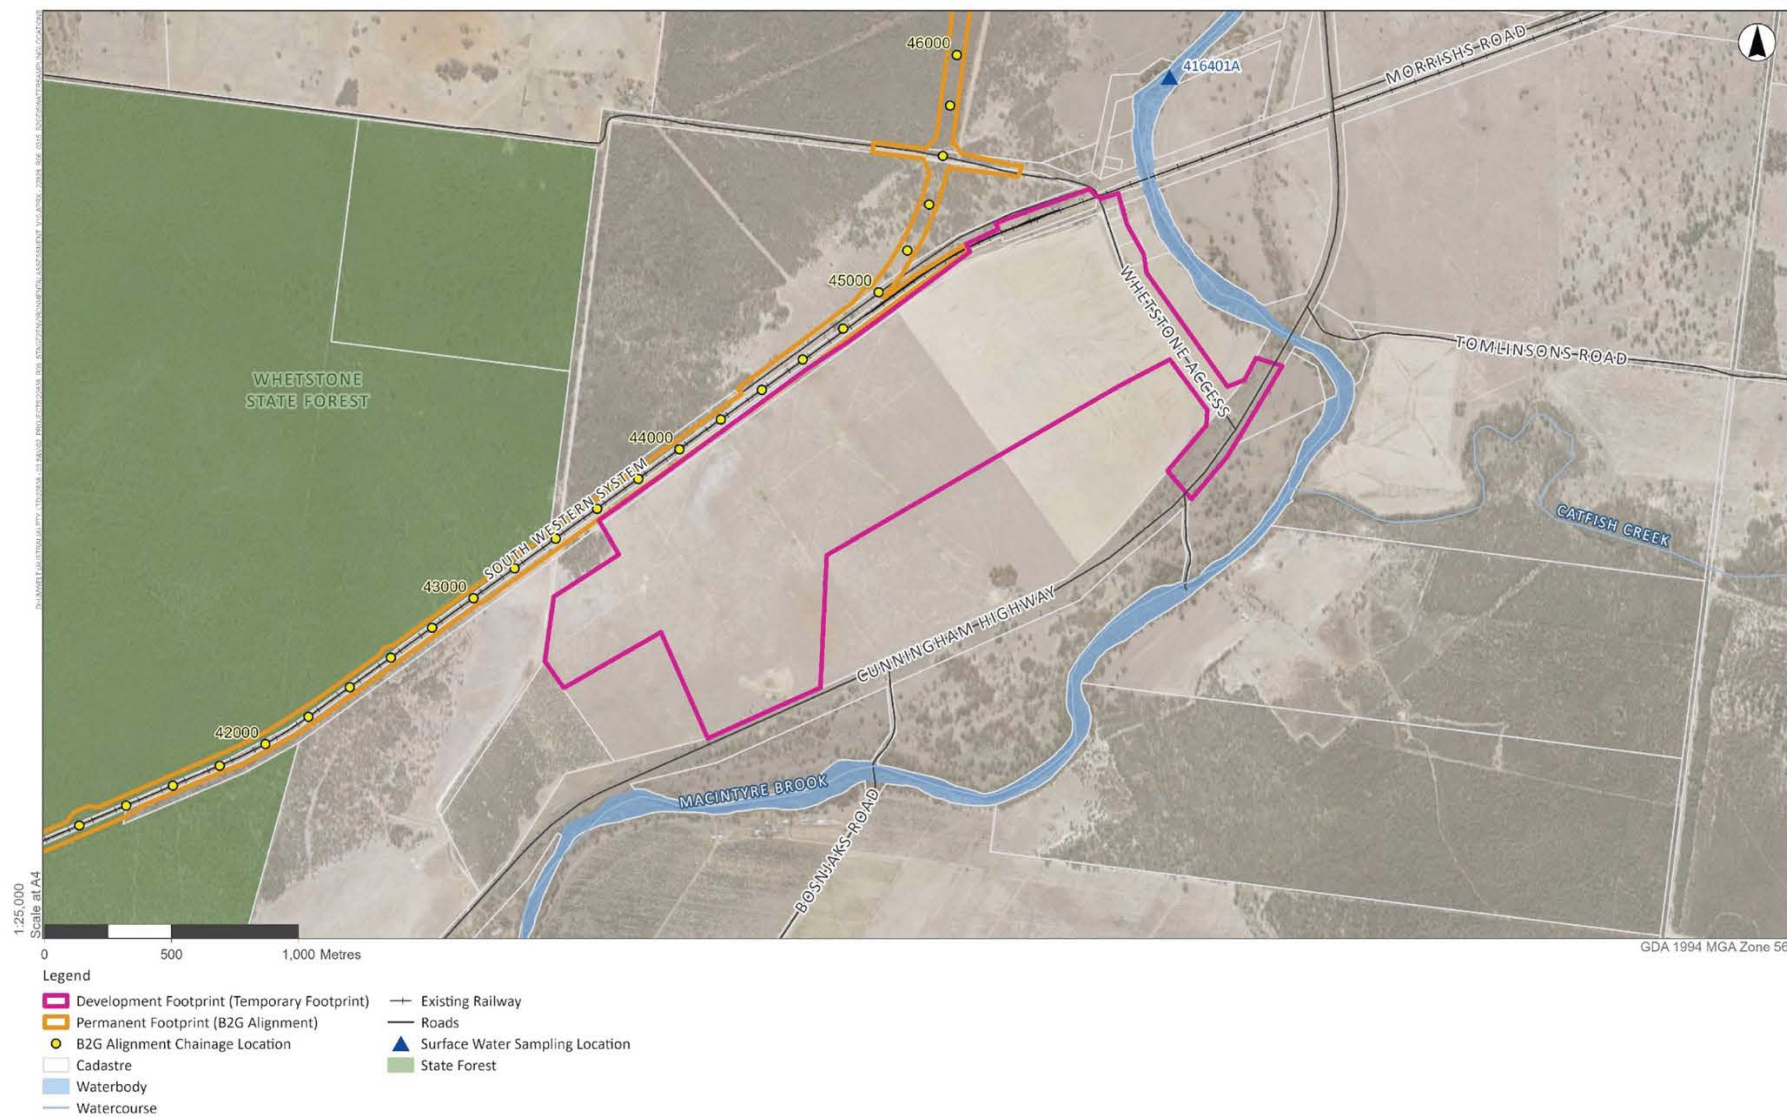 46000
416401A
MORRISHS ROAD
45000
WHETSTONE ACCESS
TOMLINSONS ROAD
WHETSTONE
STATE FOREST
44000
SOUTH WESTERN SYSTEM
CATFISH CREEK
43000
CUNNINGHAM HIGHWAY
42000
MACINTYRE BROOK
BOSNJAKS ROAD
1:25,000
Scale at A4
0 500 1,000 Metres
GDA 1994 MGA Zone 56
Legend
Development Footprint (Temporary Footprint)
Permanent Footprint (B2G Alignment)
B2G Alignment Chainage Location
Cadastre
Waterbody
Watercourse
Existing Railway
Roads
Surface Water Sampling Location
State Forest